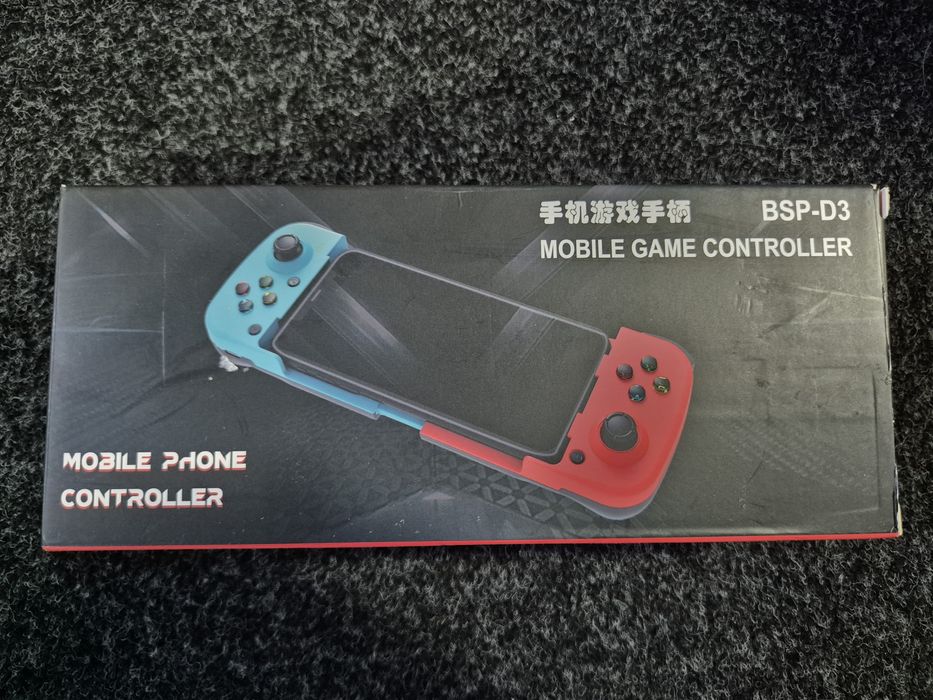 手机游戏手柄 BSP-D3
MOBILE GAME CONTROLLER
MOBILE PHONE
CONTROLLER